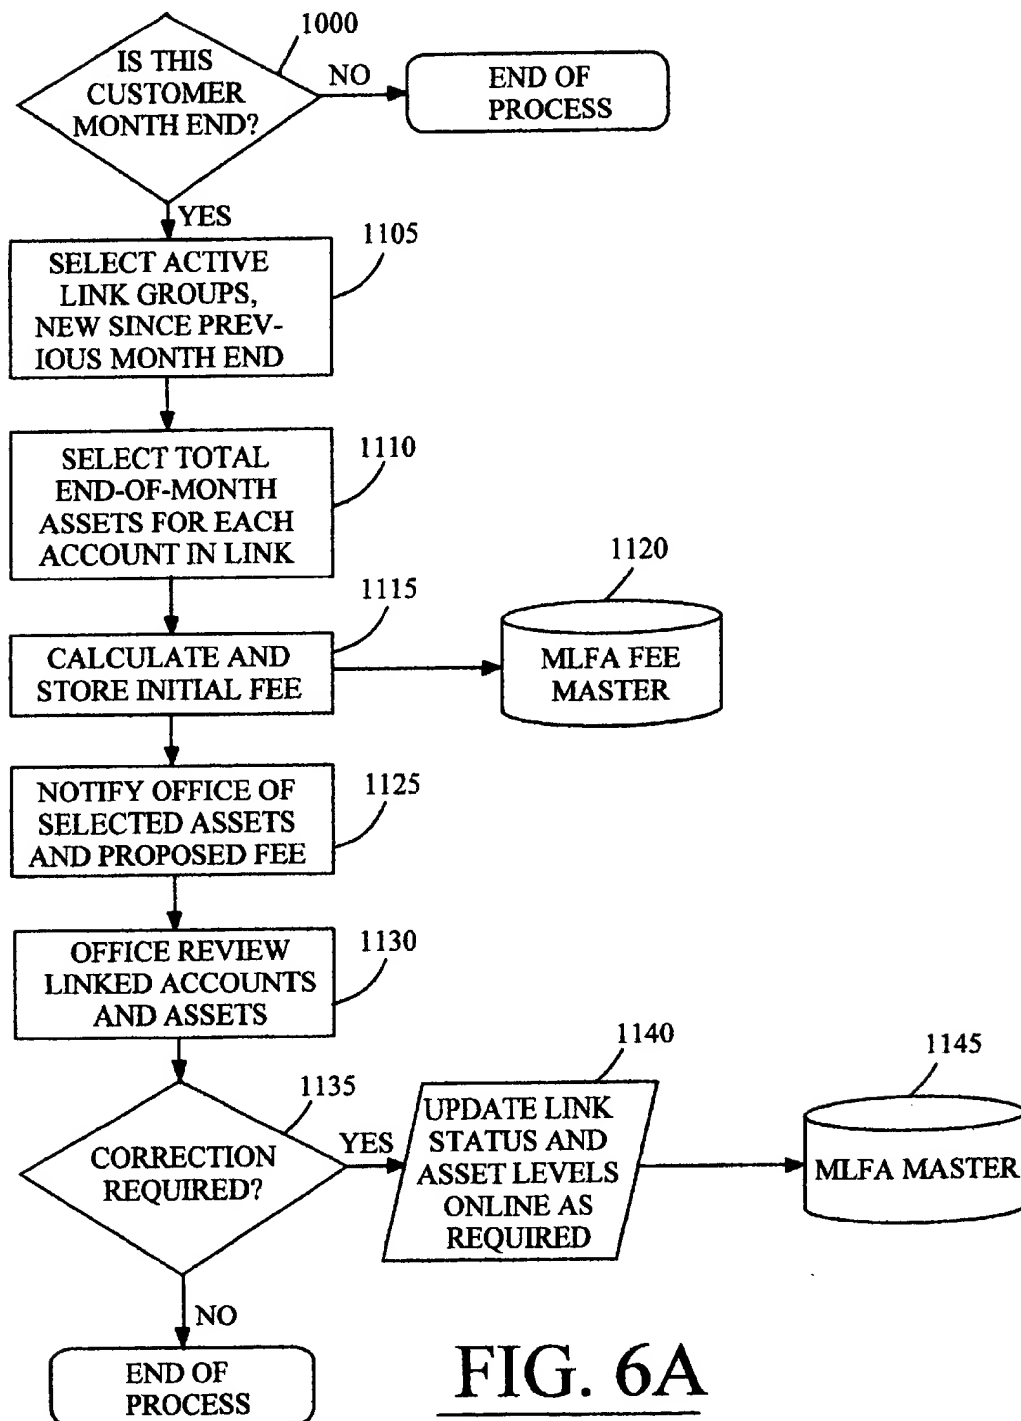 1000
IS THIS
CUSTOMER
MONTH END?
NO
END OF
PROCESS
YES
1105
SELECT ACTIVE
LINK GROUPS,
NEW SINCE PREV-
IOUS MONTH END
1110
SELECT TOTAL
END-OF-MONTH
ASSETS FOR EACH
ACCOUNT IN LINK
1115
CALCULATE AND
STORE INITIAL FEE
1120
MLFA FEE
MASTER
1125
NOTIFY OFFICE OF
SELECTED ASSETS
AND PROPOSED FEE
1130
OFFICE REVIEW
LINKED ACCOUNTS
AND ASSETS
1135
CORRECTION
REQUIRED?
YES
1140
UPDATE LINK
STATUS AND
ASSET LEVELS
ONLINE AS
REQUIRED
1145
MLFA MASTER
NO
END OF
PROCESS
FIG. 6A